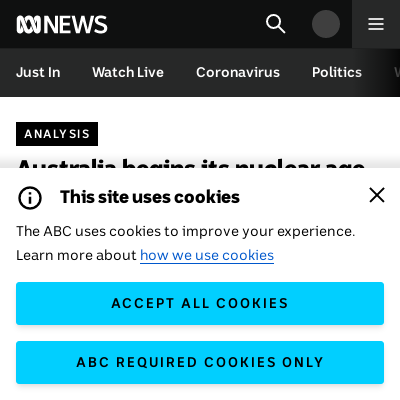 NEWS
Just In Watch Live Coronavirus Politics
ANALYSIS
Australia begins its nuclear age
This site uses cookies
The ABC uses cookies to improve your experience.
Learn more about how we use cookies
ACCEPT ALL COOKIES
ABC REQUIRED COOKIES ONLY